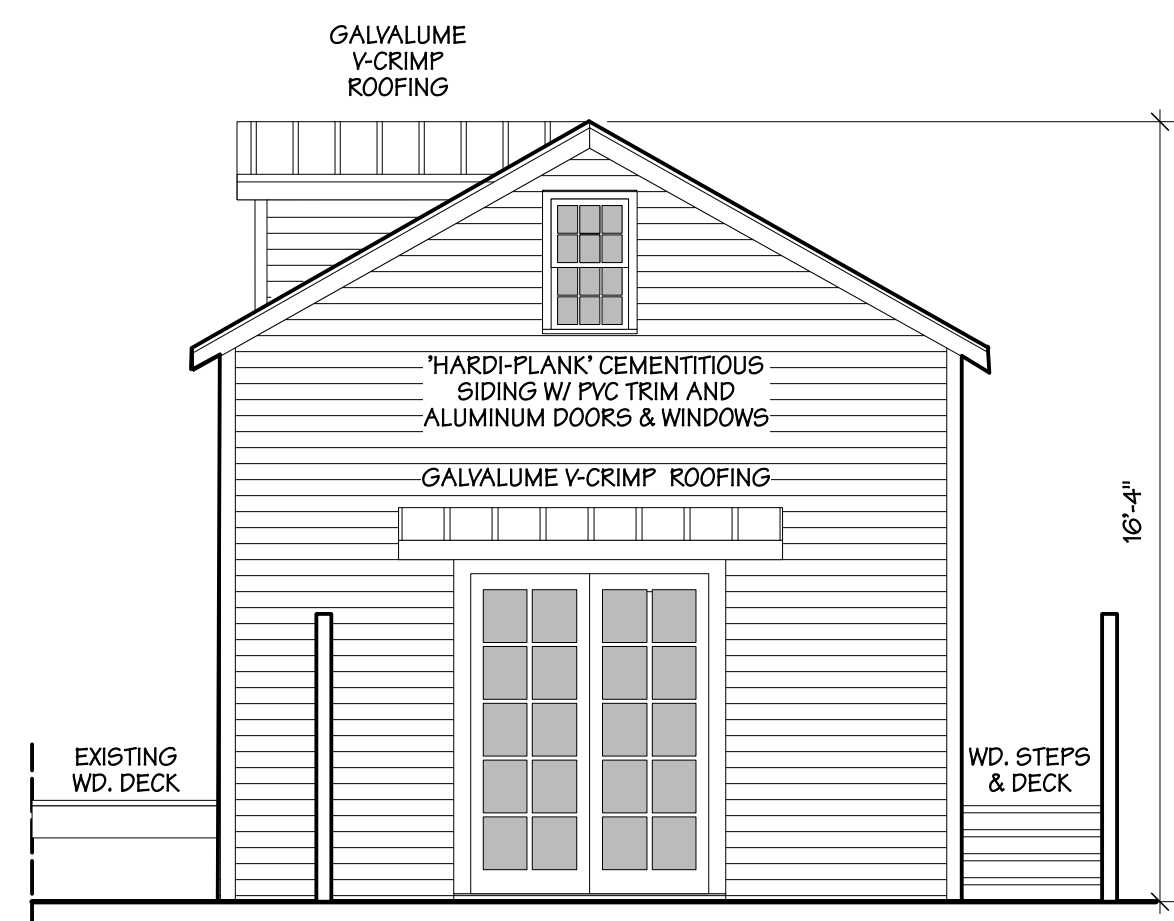 GALVALUME
V-CRIMP
ROOFING
'HARDI-PLANK' CEMENTITIOUS
SIDING W/ PVC TRIM AND
ALUMINUM DOORS & WINDOWS
GALVALUME V-CRIMP ROOFING
16'-4"
EXISTING
WD. DECK
WD. STEPS
& DECK